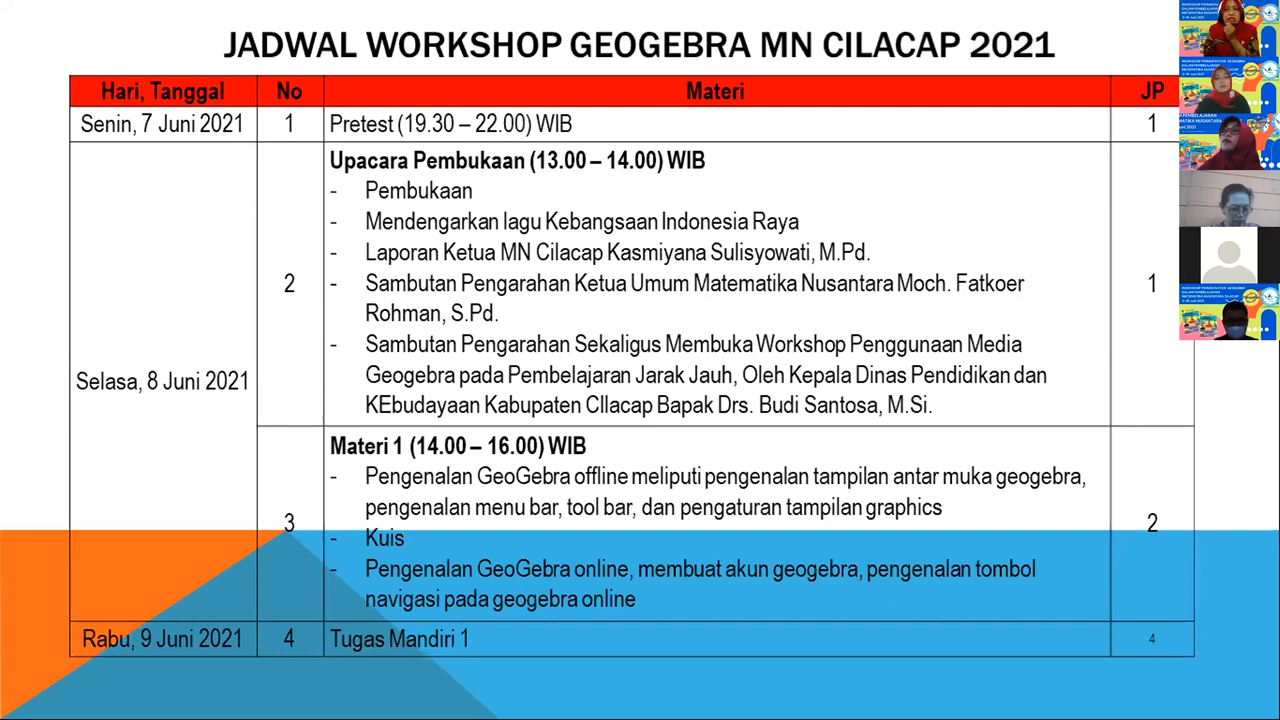 JADWAL WORKSHOP GEOGEBRA MN CILACAP 2021
Hari, Tanggal No Materi JP
Senin, 7 Juni 2021 1 Pretest (19.30 – 22.00) WIB 1
Selasa, 8 Juni 2021
2
Upacara Pembukaan (13.00 – 14.00) WIB
- Pembukaan
- Mendengarkan lagu Kebangsaan Indonesia Raya
- Laporan Ketua MN Cilacap Kasmiyana Sulisyowati, M.Pd.
- Sambutan Pengarahan Ketua Umum Matematika Nusantara Moch. Fatkoer
Rohman, S.Pd.
- Sambutan Pengarahan Sekaligus Membuka Workshop Penggunaan Media
Geogebra pada Pembelajaran Jarak Jauh, Oleh Kepala Dinas Pendidikan dan
KEbudayaan Kabupaten CIlacap Bapak Drs. Budi Santosa, M.Si.
1
3
Materi 1 (14.00 – 16.00) WIB
- Pengenalan GeoGebra offline meliputi pengenalan tampilan antar muka geogebra,
pengenalan menu bar, tool bar, dan pengaturan tampilan graphics
- Kuis
- Pengenalan GeoGebra online, membuat akun geogebra, pengenalan tombol
navigasi pada geogebra online
2
Rabu, 9 Juni 2021 4 Tugas Mandiri 1 4